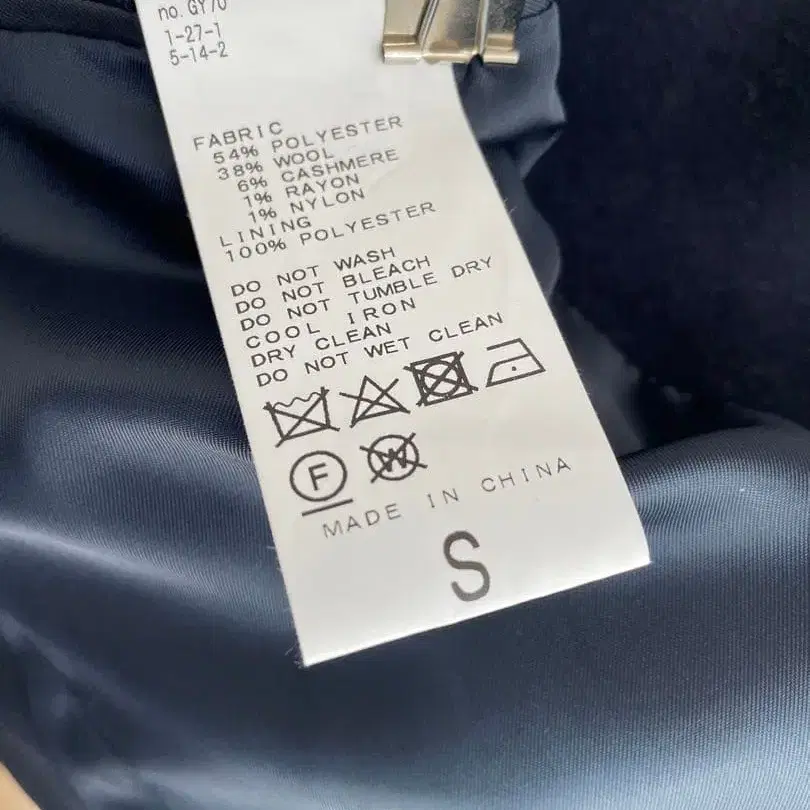 no. GY70
1-27-1
5-14-2
FABRIC
54% POLYESTER
38% WOOL
6% CASHMERE
1% RAYON
1% NYLON
LINING
100% POLYESTER
DO NOT WASH
DO NOT BLEACH
DO NOT TUMBLE DRY
COOL IRON
DRY CLEAN
DO NOT WET CLEAN
F W
MADE IN CHINA
S